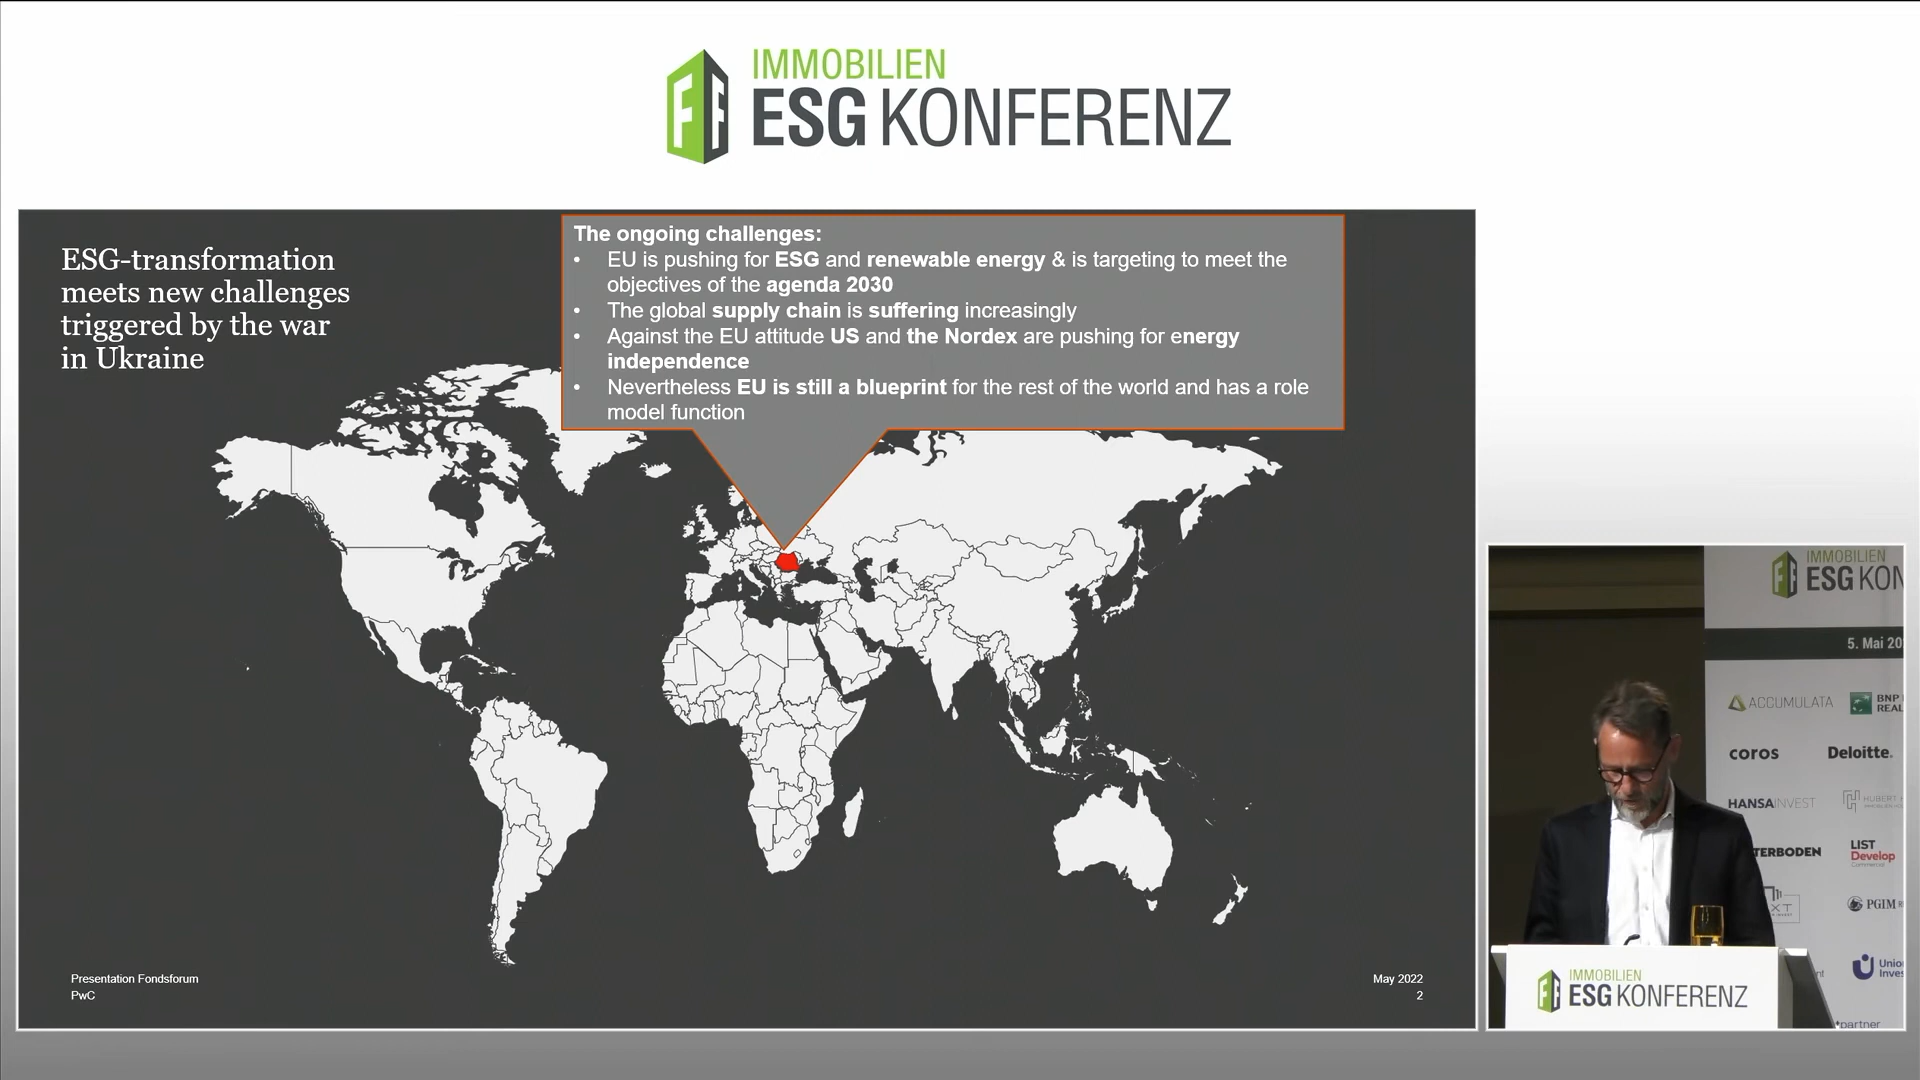 IMMOBILIEN
ESG KONFERENZ
ESG-transformation
meets new challenges
triggered by the war
in Ukraine
The ongoing challenges:
• EU is pushing for ESG and renewable energy & is targeting to meet the
objectives of the agenda 2030
• The global supply chain is suffering increasingly
• Against the EU attitude US and the Nordex are pushing for energy
independence
• Nevertheless EU is still a blueprint for the rest of the world and has a role
model function
Presentation Fondsforum
PwC
May 2022
2
IMMOBILIEN
ESG KON
5. Mai 20
ACCUMULATA
BNP
REAL
coros
Deloitte.
HANSAINVEST
HUBERT H
TERBODEN
LIST
Develop
Commercial
XT
PGIM R
Unio
Inves
partner
IMMOBILIEN
ESG KONFERENZ